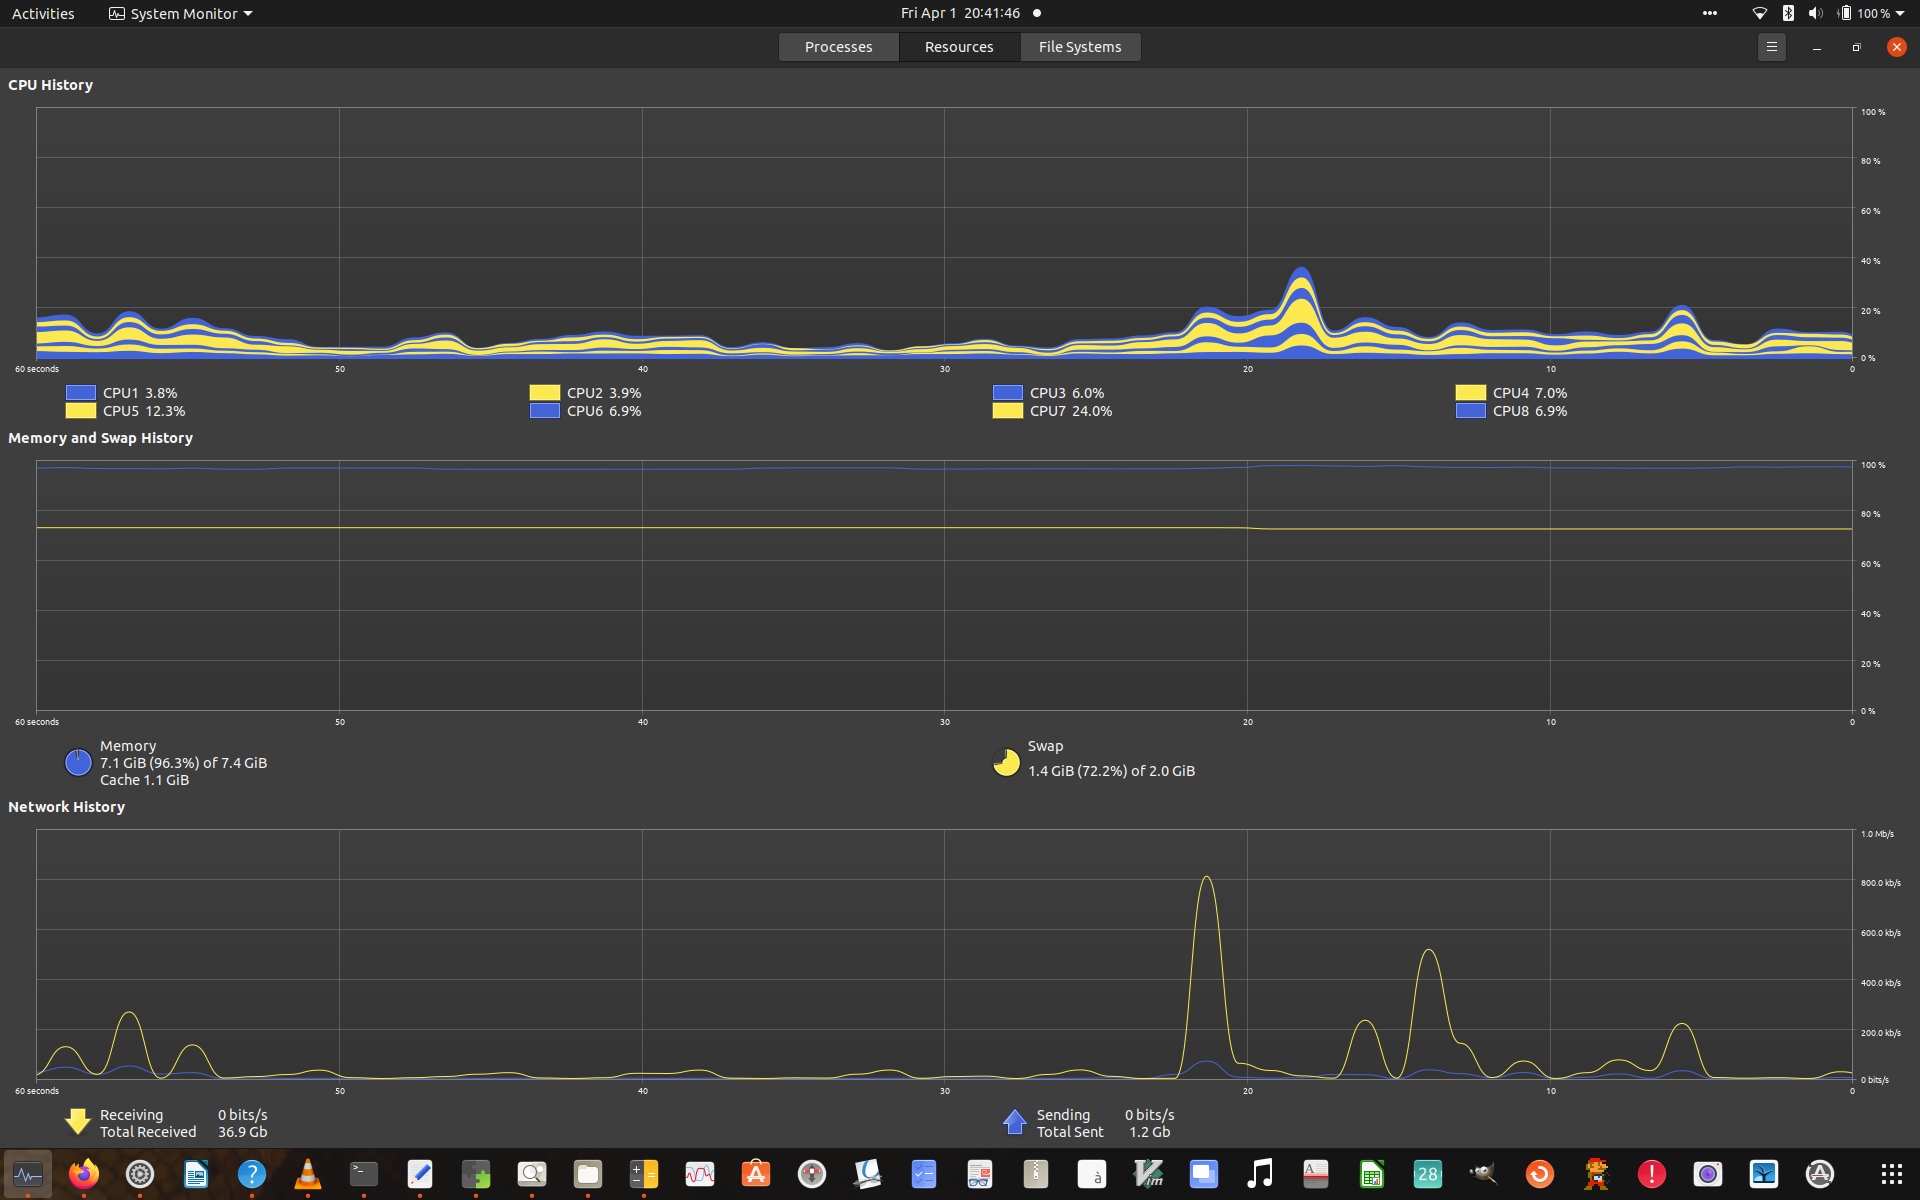 Activities System Monitor Fri Apr 1 20:41:46 100 %
Processes Resources File Systems
CPU History
100 %
80 %
60 %
40 %
20 %
0 %
60 seconds 50 40 30 20 10 0
CPU1 3.8% CPU2 3.9% CPU3 6.0% CPU4 7.0%
CPU5 12.3% CPU6 6.9% CPU7 24.0% CPU8 6.9%
Memory and Swap History
100 %
80 %
60 %
40 %
20 %
0 %
60 seconds 50 40 30 20 10 0
Memory
7.1 GiB (96.3%) of 7.4 GiB
Cache 1.1 GiB
Swap
1.4 GiB (72.2%) of 2.0 GiB
Network History
1.0 Mb/s
800.0 kb/s
600.0 kb/s
400.0 kb/s
200.0 kb/s
0 bits/s
60 seconds 50 40 30 20 10 0
Receiving 0 bits/s
Total Received 36.9 Gb
Sending 0 bits/s
Total Sent 1.2 Gb
? >_ A à Vim A 28 ! A